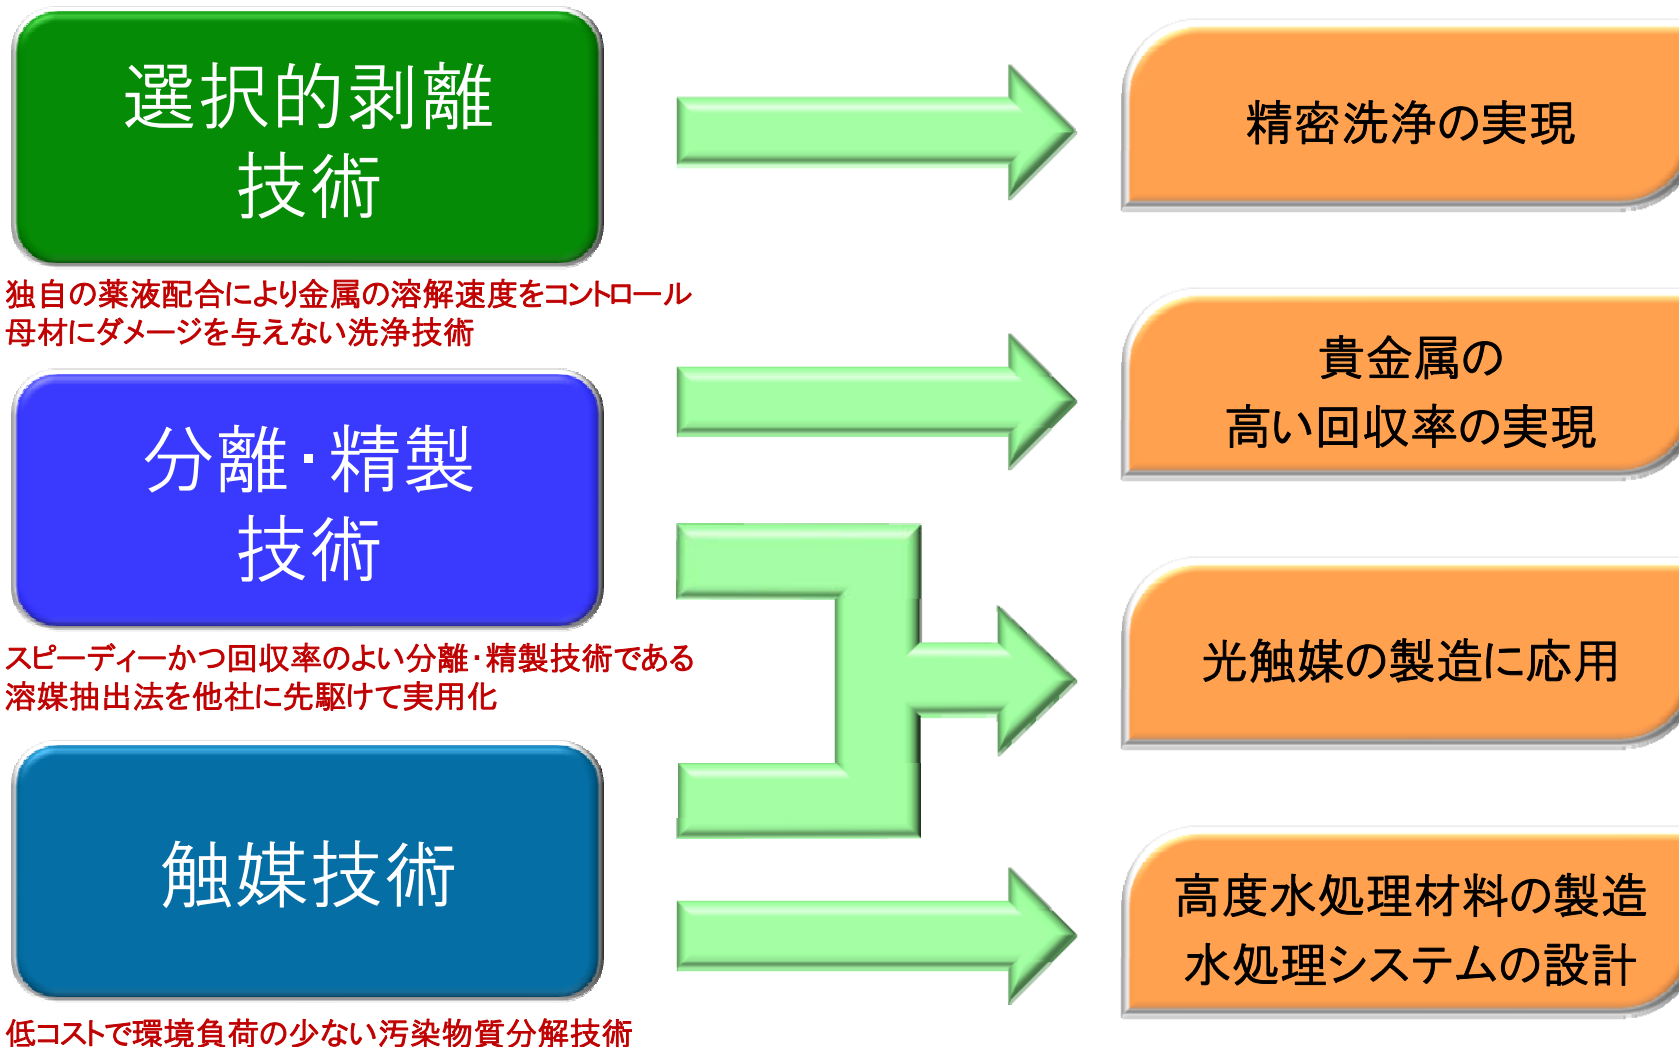 選択的剥離
技術
精密洗浄の実現
独自の薬液配合により金属の溶解速度をコントロール
母材にダメージを与えない洗浄技術
貴金属の
高い回収率の実現
分離・精製
技術
スピーディーかつ回収率のよい分離・精製技術である
溶媒抽出法を他社に先駆けて実用化
光触媒の製造に応用
触媒技術
高度水処理材料の製造
水処理システムの設計
低コストで環境負荷の少ない汚染物質分解技術